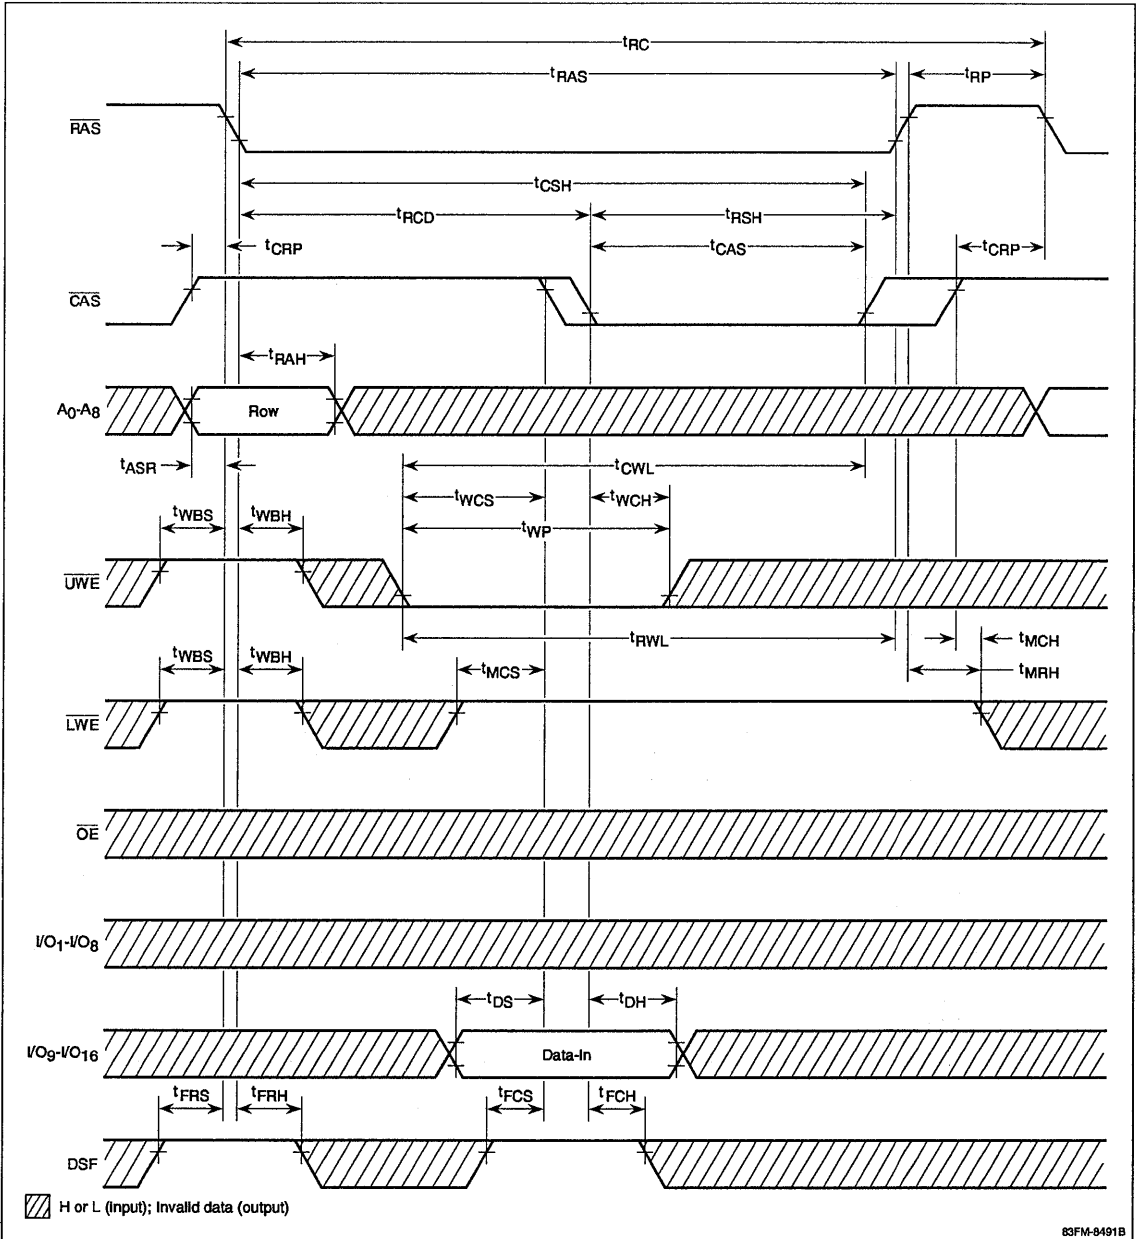 tRC
tRAS
tRP
RAS
tCSH
tRCD
tRSH
tCRP
tCAS
tCRP
CAS
tRAH
A0-A8
Row
tASR
tCWL
tWCS
tWCH
tWBS
tWBH
tWP
UWE
tRWL
tMCH
tWBS
tWBH
tMCS
tMRH
LWE
OE
I/O1-I/O8
tDS
tDH
I/O9-I/O16
Data-In
tFRS
tFRH
tFCS
tFCH
DSF
H or L (input); Invalid data (output)
83FM-8491B